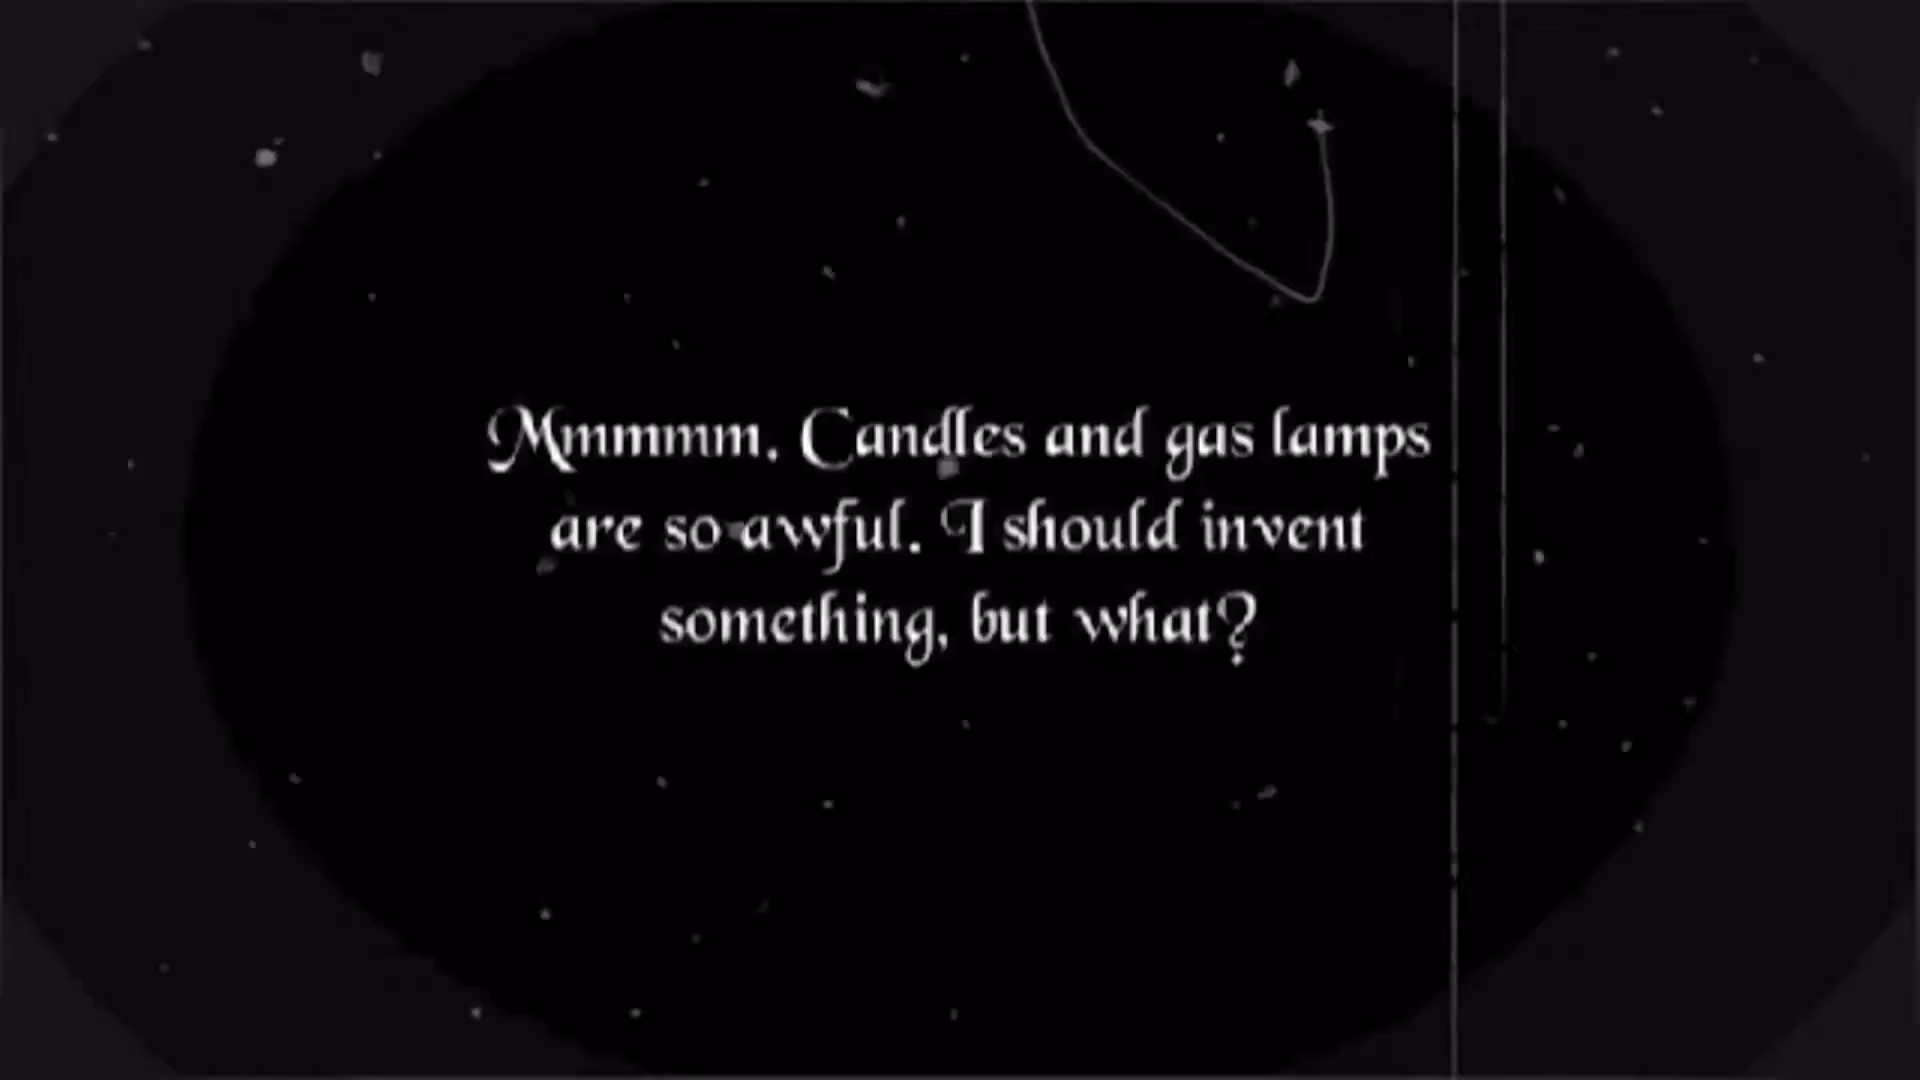 Mmmmm. Candles and gas lamps
are so awful. I should invent
something, but what?